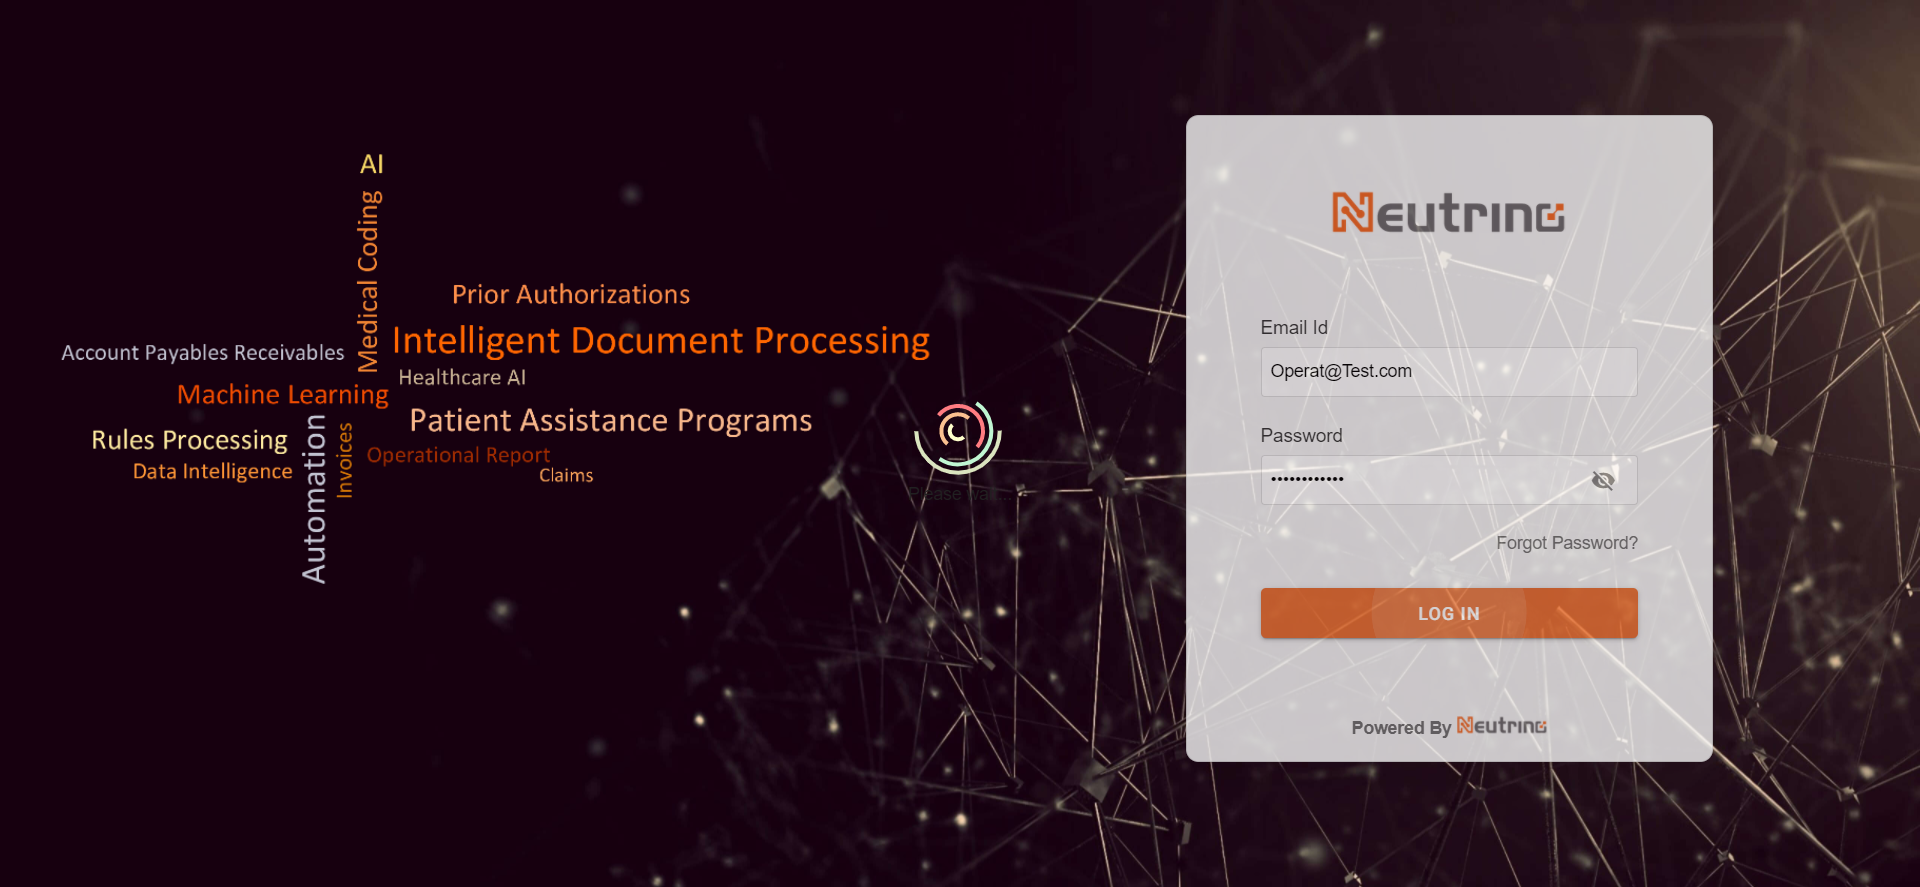 AI
Medical Coding
Prior Authorizations
Intelligent Document Processing
Account Payables Receivables
Healthcare AI
Machine Learning
Patient Assistance Programs
Rules Processing
Automation
Invoices
Operational Report
Data Intelligence
Claims
Please wait...
Neutrino
Email Id
Operat@Test.com
Password
••••••••••••
Forgot Password?
LOG IN
Powered By Neutrino